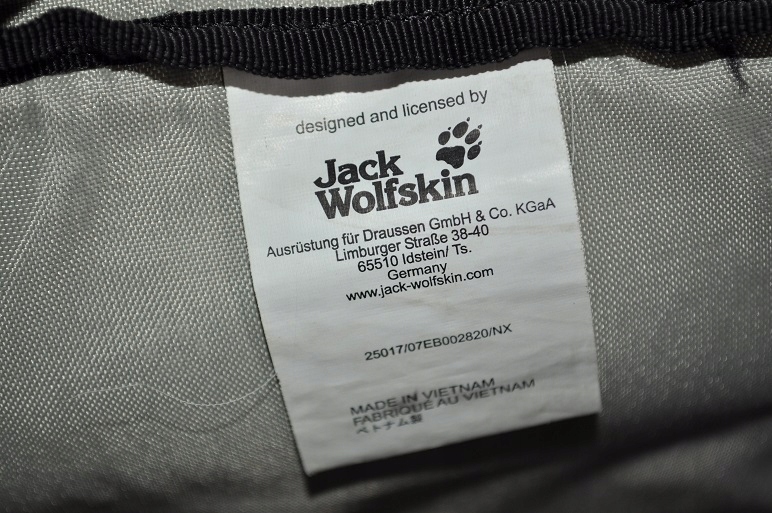 designed and licensed by
Jack
Wolfskin
Ausrüstung für Draussen GmbH & Co. KGaA
Limburger Straße 38-40
65510 Idstein/ Ts.
Germany
www.jack-wolfskin.com
25017/07EB002820/NX
MADE IN VIETNAM
FABRIQUE AU VIETNAM
ベトナム製